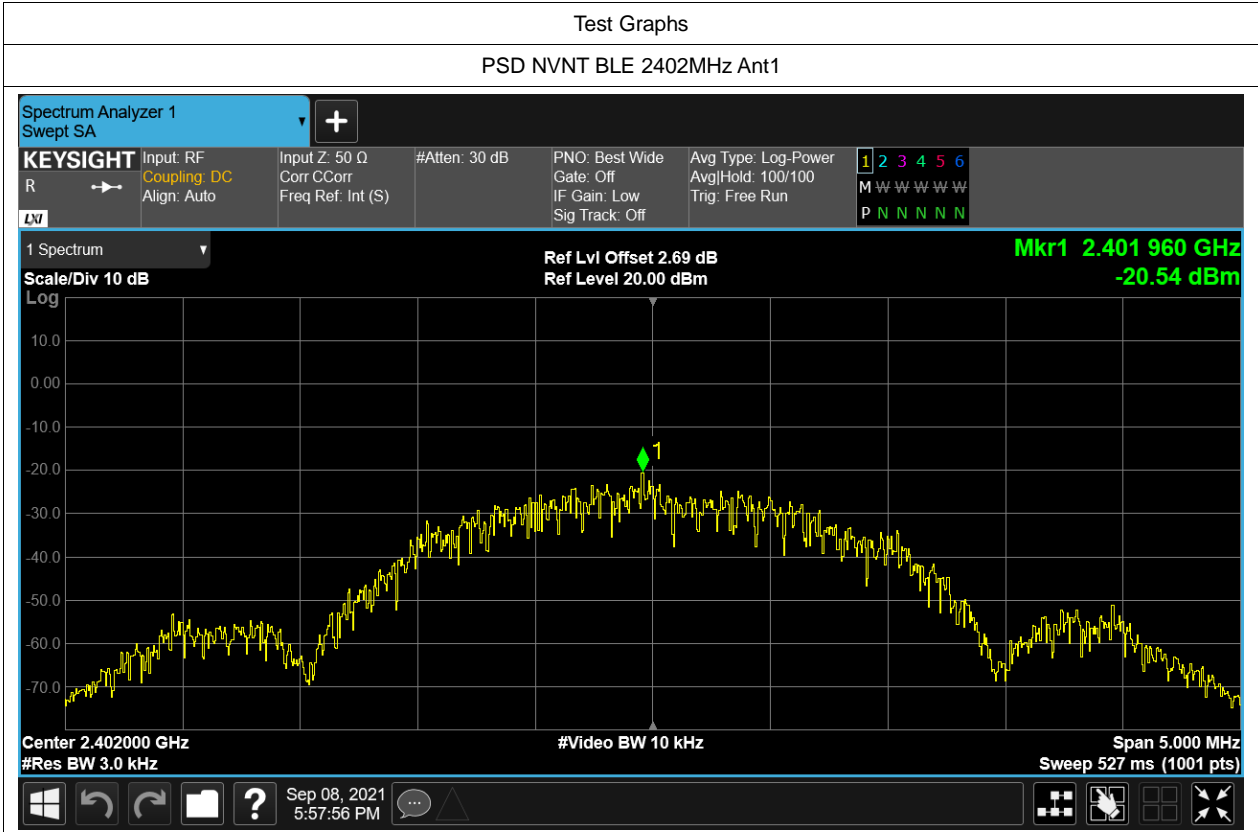 Test Graphs
PSD NVNT BLE 2402MHz Ant1
Spectrum Analyzer 1
Swept SA
+
KEYSIGHT
R
LXI
Input: RF
Coupling: DC
Align: Auto
Input Z: 50 Ω
Corr CCorr
Freq Ref: Int (S)
#Atten: 30 dB
PNO: Best Wide
Gate: Off
IF Gain: Low
Sig Track: Off
Avg Type: Log-Power
Avg|Hold: 100/100
Trig: Free Run
1 2 3 4 5 6
M W W W W W W
P N N N N N
1 Spectrum
Scale/Div 10 dB
Log
Ref Lvl Offset 2.69 dB
Ref Level 20.00 dBm
Mkr1 2.401 960 GHz
-20.54 dBm
10.0
0.00
-10.0
-20.0
-30.0
-40.0
-50.0
-60.0
-70.0
1
Center 2.402000 GHz
#Res BW 3.0 kHz
#Video BW 10 kHz
Span 5.000 MHz
Sweep 527 ms (1001 pts)
?
Sep 08, 2021
5:57:56 PM